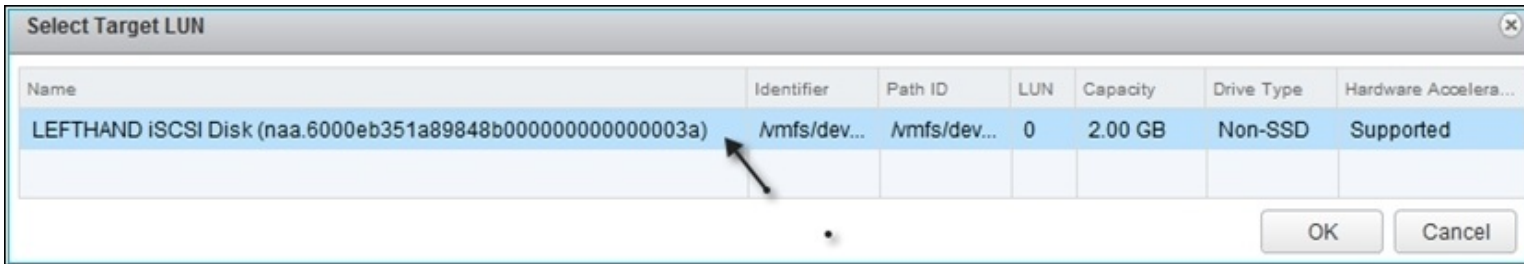 Select Target LUN
Name Identifier Path ID LUN Capacity Drive Type Hardware Accelera...
LEFTHAND iSCSI Disk (naa.6000eb351a89848b000000000000003a) /vmfs/dev... /vmfs/dev... 0 2.00 GB Non-SSD Supported
OK Cancel